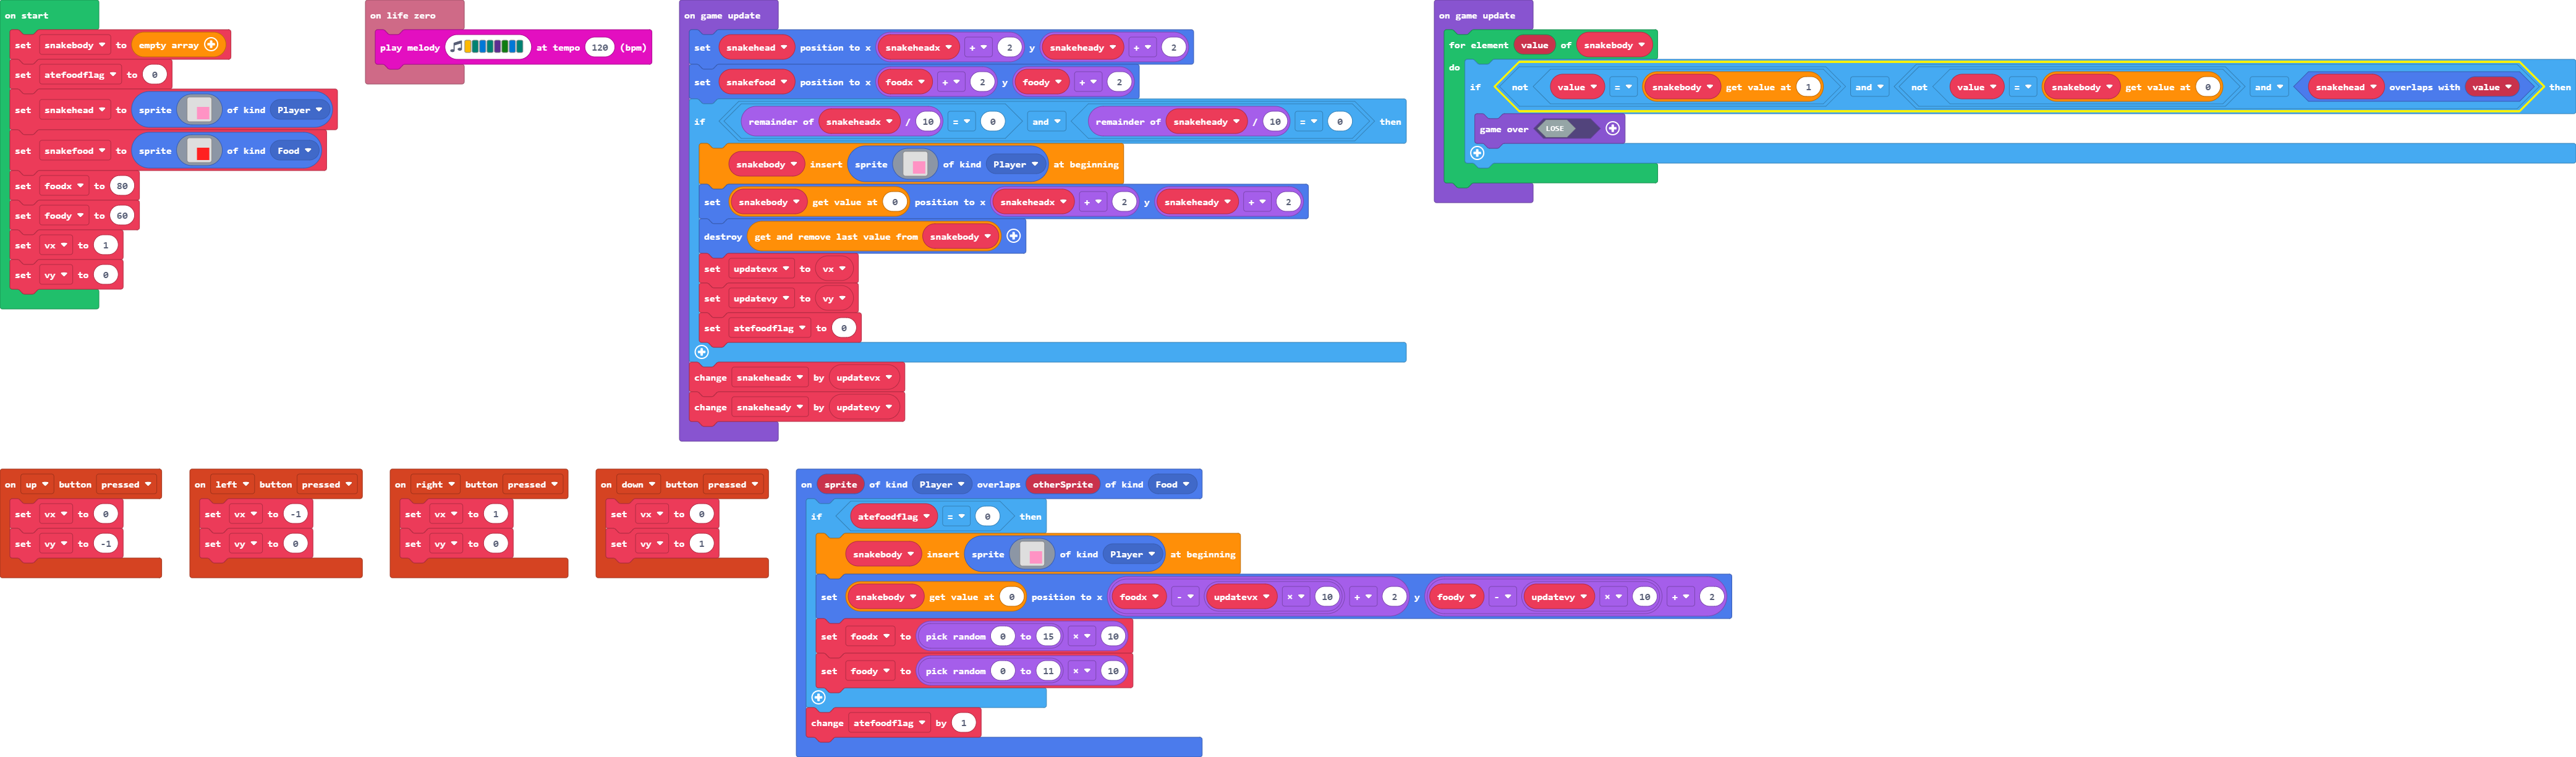 on start
set snakebody to empty array
set atefoodflag to 0
set snakehead to sprite of kind Player
set snakefood to sprite of kind Food
set foodx to 80
set foody to 60
set vx to 1
set vy to 0
on life zero
play melody at tempo 120 (bpm)
on game update
set snakehead position to x snakeheadx + 2 y snakeheady + 2
set snakefood position to x foodx + 2 y foody + 2
if remainder of snakeheadx / 10 = 0 and remainder of snakeheady / 10 = 0 then
snakebody insert sprite of kind Player at beginning
set snakebody get value at 0 position to x snakeheadx + 2 y snakeheady + 2
destroy get and remove last value from snakebody
set updatevx to vx
set updatevy to vy
set atefoodflag to 0
change snakeheadx by updatevx
change snakeheady by updatevy
on game update
for element value of snakebody
do
if not value = snakebody get value at 1 and not value = snakebody get value at 0 and snakehead overlaps with value then
game over LOSE
on up button pressed
set vx to 0
set vy to -1
on left button pressed
set vx to -1
set vy to 0
on right button pressed
set vx to 1
set vy to 0
on down button pressed
set vx to 0
set vy to 1
on sprite of kind Player overlaps otherSprite of kind Food
if atefoodflag = 0 then
snakebody insert sprite of kind Player at beginning
set snakebody get value at 0 position to x foodx - updatevx × 10 + 2 y foody - updatevy × 10 + 2
set foodx to pick random 0 to 15 × 10
set foody to pick random 0 to 11 × 10
change atefoodflag by 1